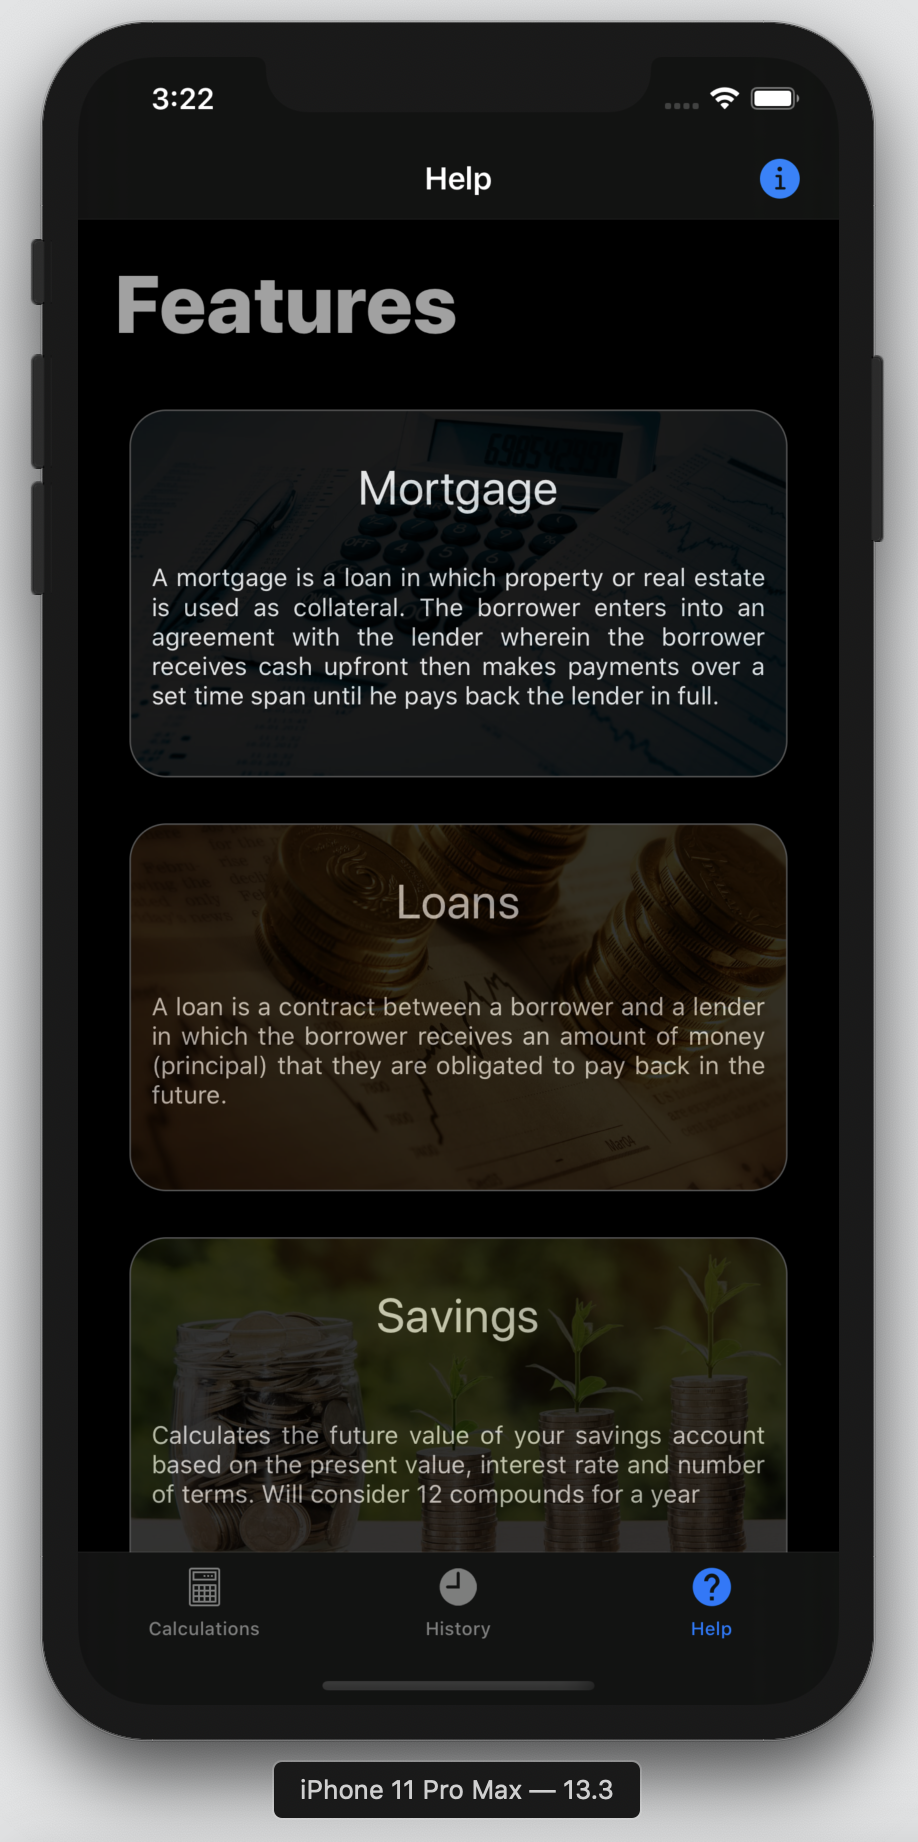 3:22
Help
Features
698542397
Mortgage
A mortgage is a loan in which property or real estate
is used as collateral. The borrower enters into an
agreement with the lender wherein the borrower
receives cash upfront then makes payments over a
set time span until he pays back the lender in full.
Loans
A loan is a contract between a borrower and a lender
in which the borrower receives an amount of money
(principal) that they are obligated to pay back in the
future.
Savings
Calculates the future value of your savings account
based on the present value, interest rate and number
of terms. Will consider 12 compounds for a year
Calculations
History
Help
iPhone 11 Pro Max — 13.3